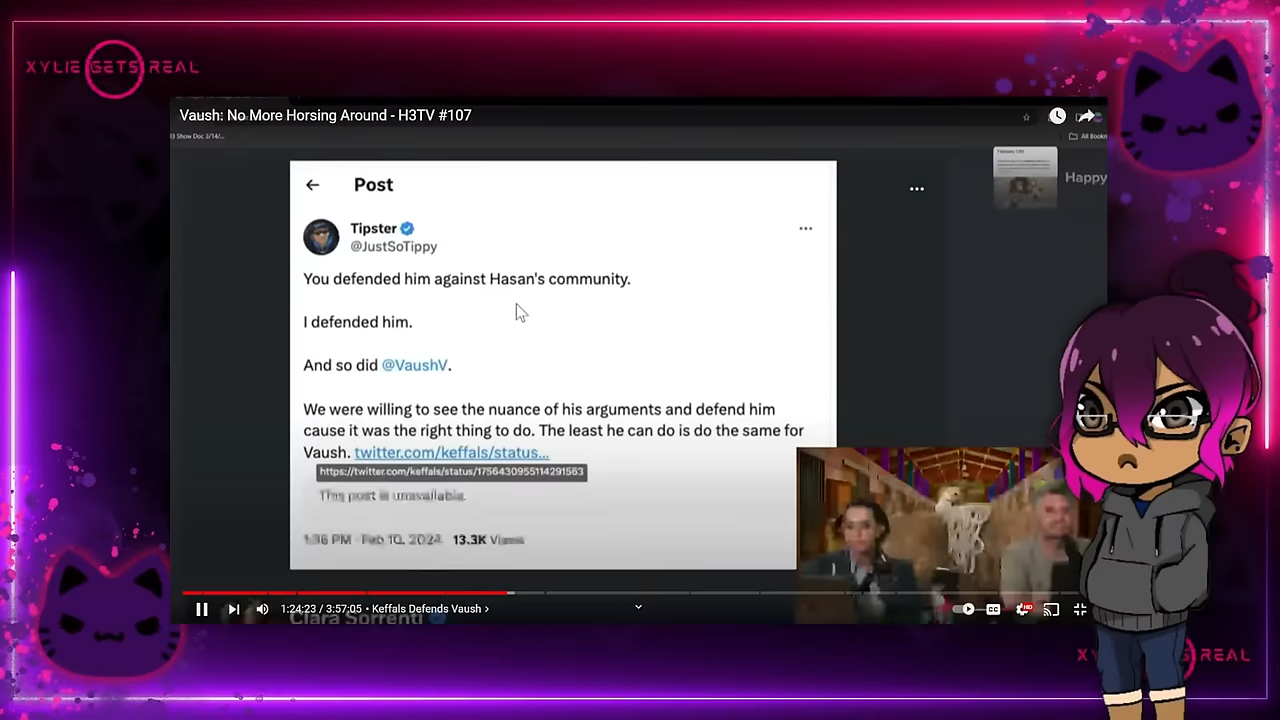 XYLIE GETS REAL
Vaush: No More Horsing Around - H3TV #107
13 Show Doc 3/14/...
All Bookm
Post
Happy
Tipster
@JustSoTippy
You defended him against Hasan's community.
I defended him.
And so did @VaushV.
We were willing to see the nuance of his arguments and defend him
cause it was the right thing to do. The least he can do is do the same for
Vaush. twitter.com/keffals/status...
https://twitter.com/keffals/status/1756430955114291563
This post is unavailable.
1:36 PM · Feb 10, 2024 13.3K Views
1:24:23 / 3:57:05 • Keffals Defends Vaush ›
CC
HD
Clara Sorrenti
XY S REAL